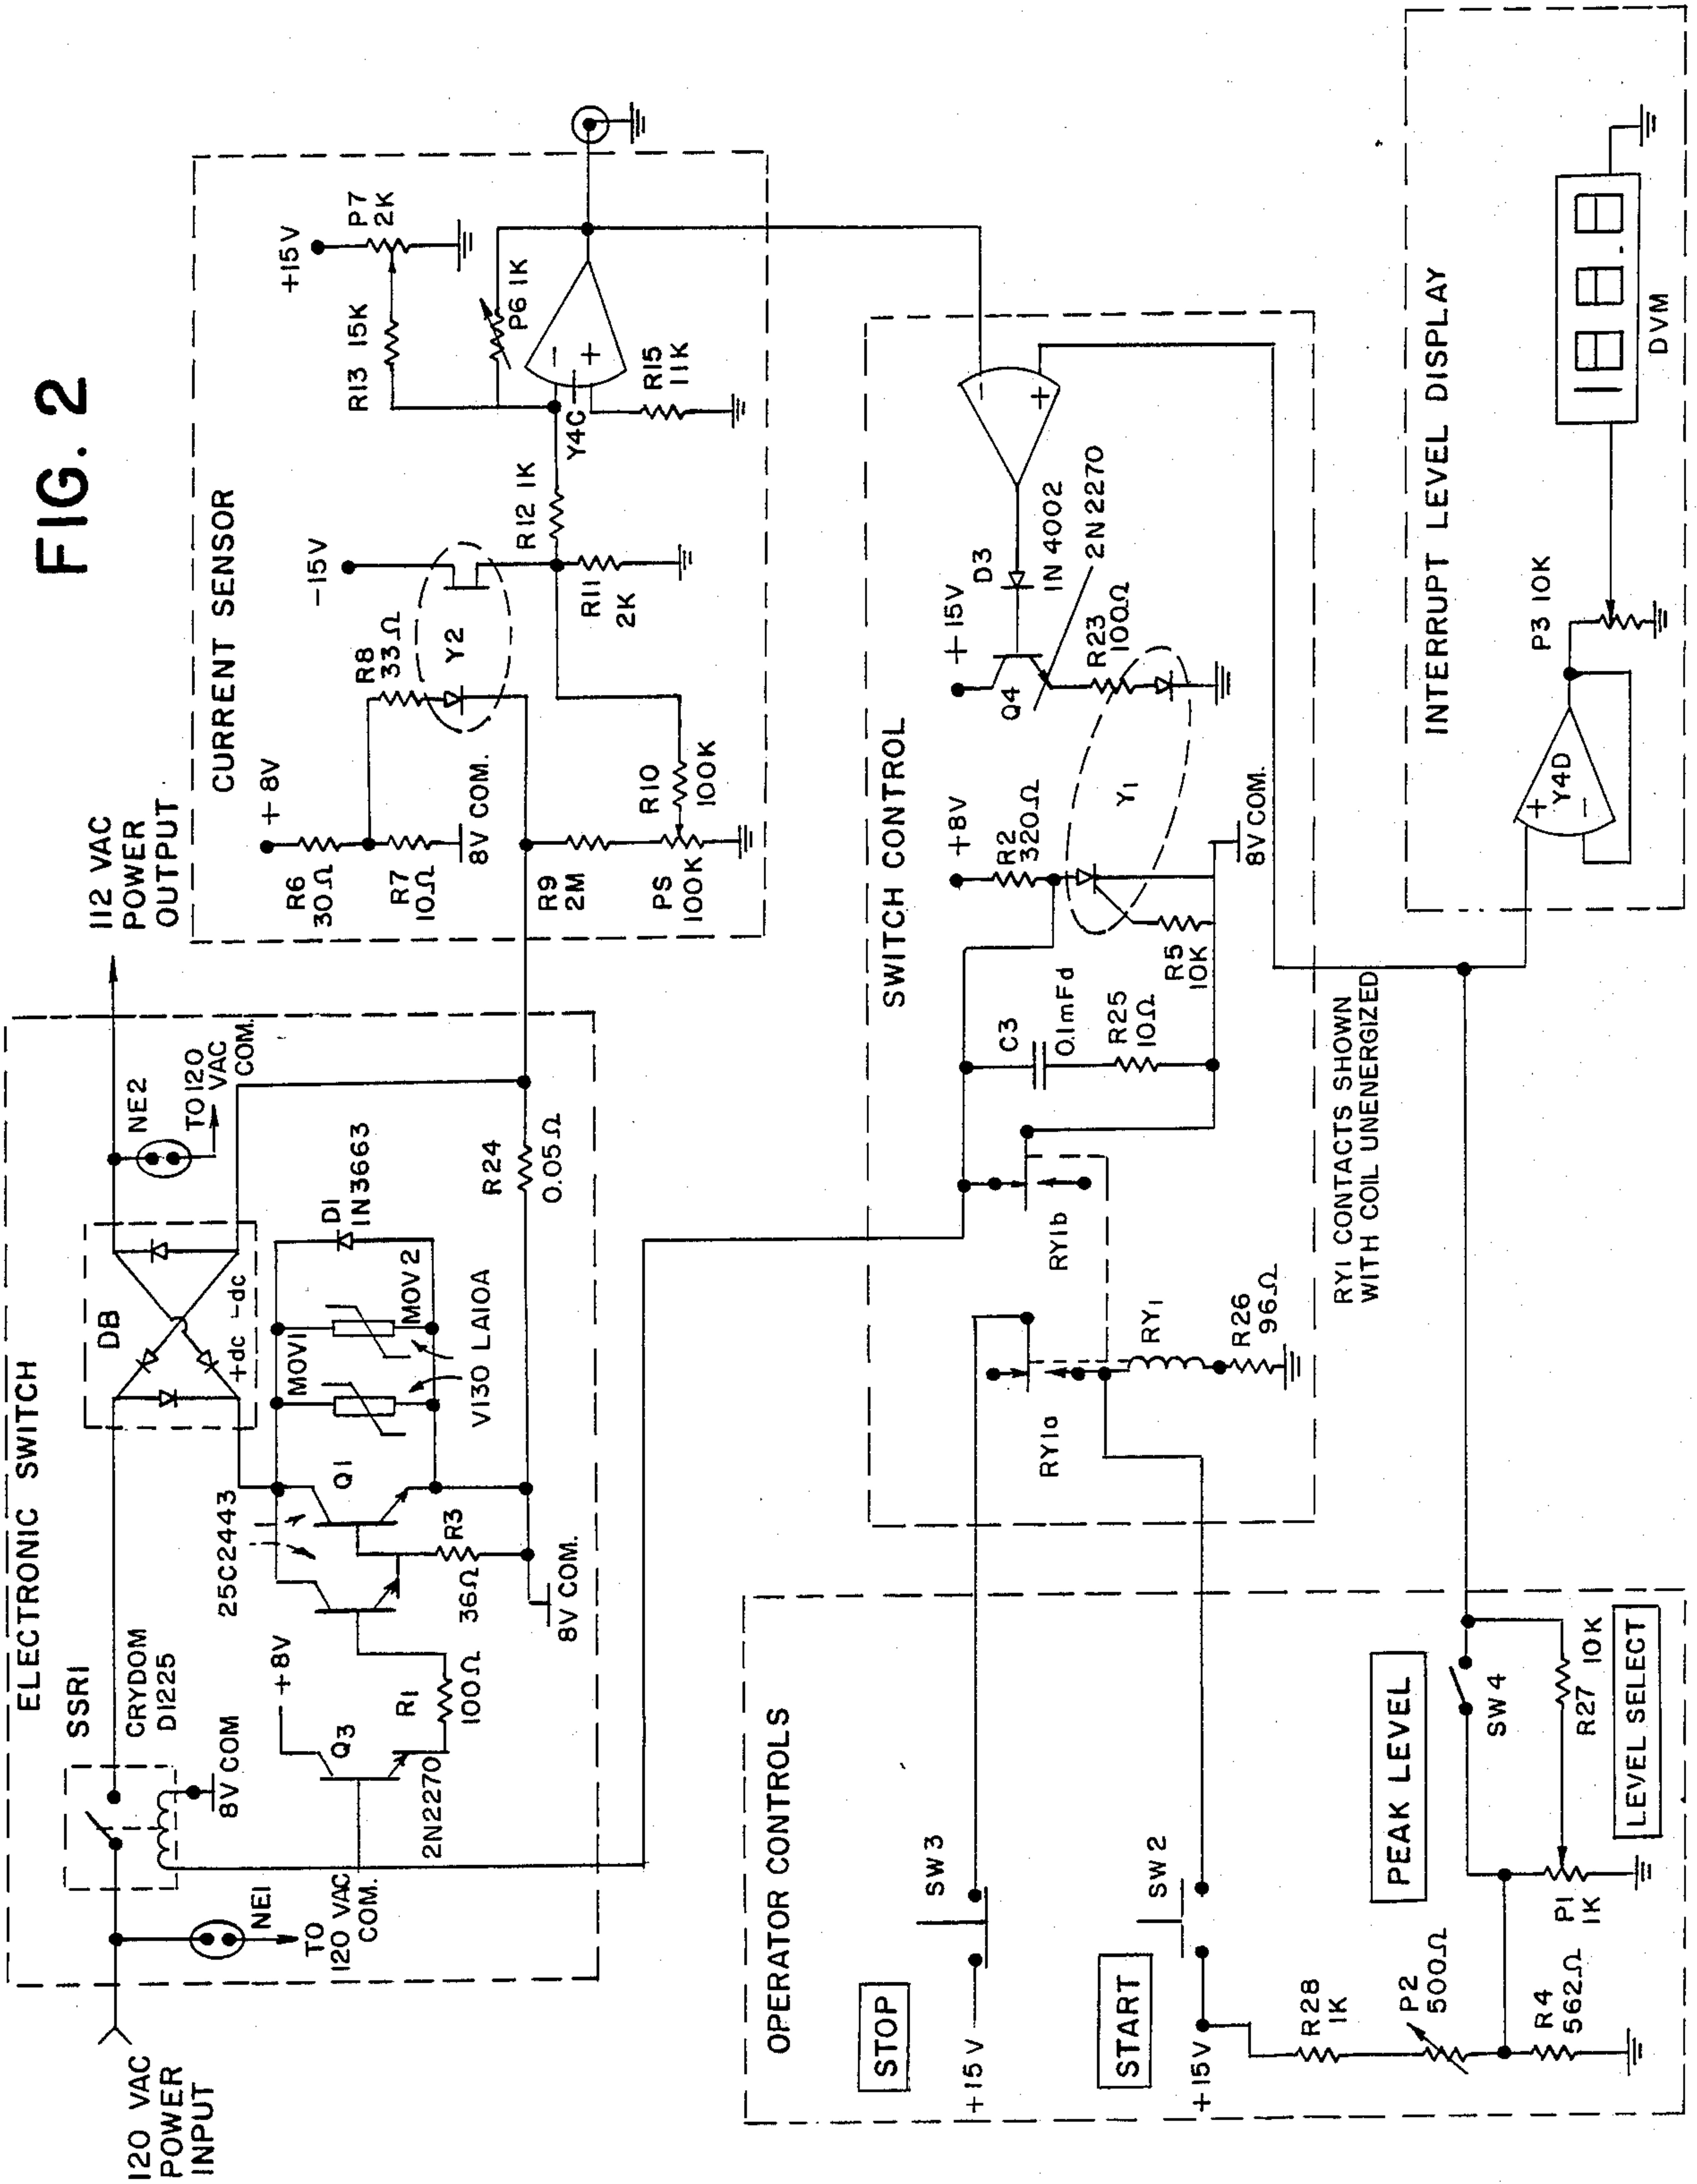 FIG. 2
ELECTRONIC SWITCH
120 VAC
POWER
INPUT
NE1
TO
120 VAC
COM.
SSR1
CRYDOM
D1225
8V COM
DB
+dc
-dc
NE2
TO 120
VAC
COM.
112 VAC
POWER
OUTPUT
25C2443
Q1
MOV1
MOV 2
V130 LA10A
D1
1N3663
+8V
Q3
2N2270
R1
100Ω
R3
36Ω
8V COM.
R24
0.05Ω
CURRENT SENSOR
+8V
R6
30Ω
R7
10Ω
8V COM.
R8
33Ω
Y2
-15V
R9
2M
PS
100K
R10
100K
R11
2K
R12 1K
R13 15K
+15V
P7
2K
P6 1K
-
+
Y4C
R15
11K
SWITCH CONTROL
RY1a
RY1b
RY1
R26
96Ω
C3
0.1mFd
R25
10Ω
R5
10K
+8V
R2
320Ω
Y1
8V COM.
+15V
Q4
D3
1N 4002
2N2270
R23
100Ω
-
+
RY1 CONTACTS SHOWN
WITH COIL UNENERGIZED
OPERATOR CONTROLS
STOP
+15V
SW3
START
+15V
SW2
R28
1K
P2
500Ω
R4
562Ω
P1
1K
PEAK LEVEL
SW4
R27
10K
LEVEL SELECT
INTERRUPT LEVEL DISPLAY
+
Y4D
-
P3 10K
188.8
DVM